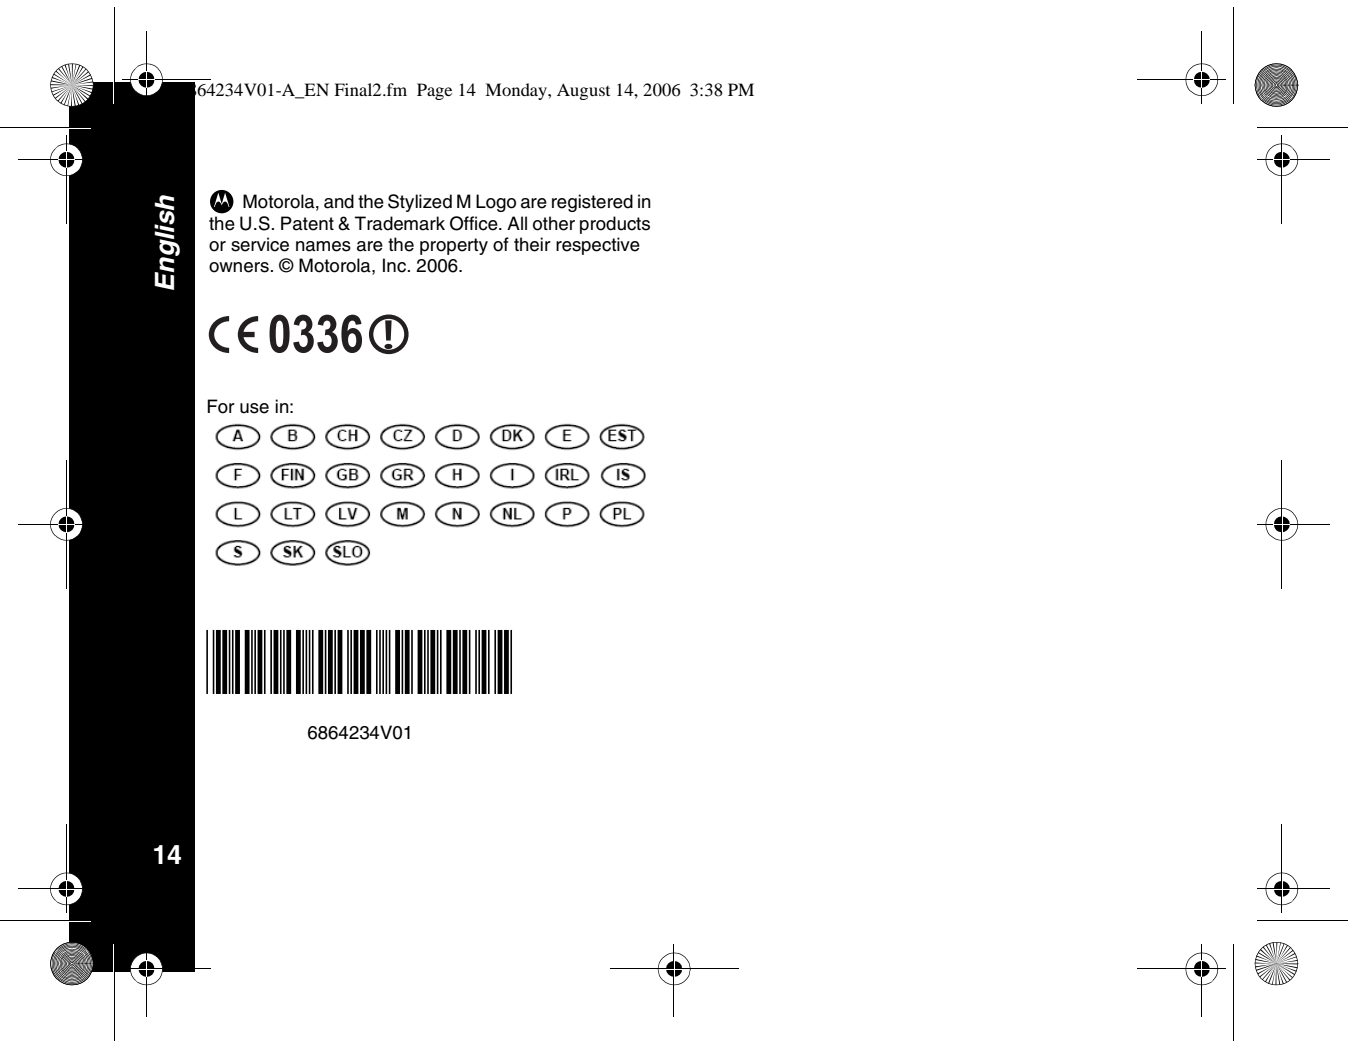 64234V01-A_EN Final2.fm  Page 14  Monday, August 14, 2006  3:38 PM
English
Motorola, and the Stylized M Logo are registered in
the U.S. Patent & Trademark Office. All other products
or service names are the property of their respective
owners. © Motorola, Inc. 2006.
CE 0336
For use in:
A B CH CZ D DK E EST
F FIN GB GR H I IRL IS
L LT LV M N NL P PL
S SK SLO
6864234V01
14